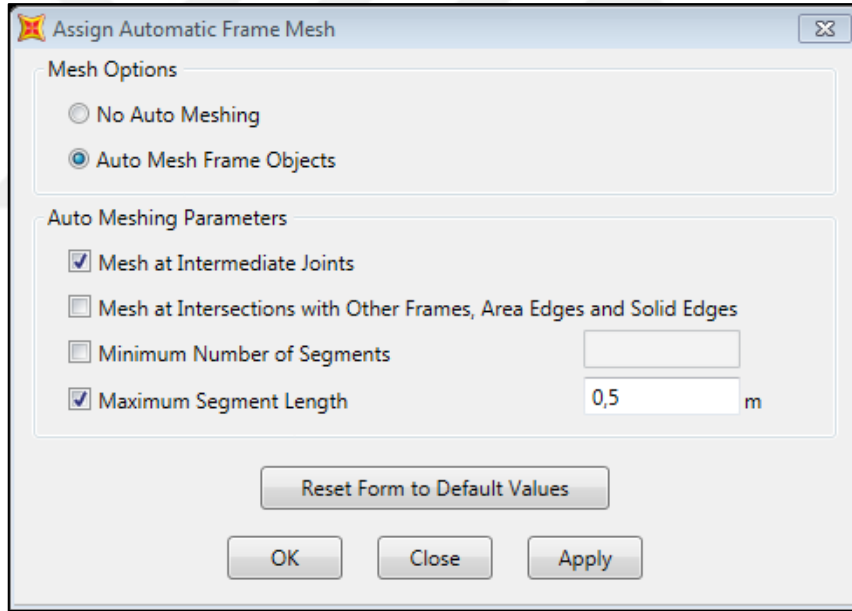 Assign Automatic Frame Mesh
Mesh Options
No Auto Meshing
Auto Mesh Frame Objects
Auto Meshing Parameters
Mesh at Intermediate Joints
Mesh at Intersections with Other Frames, Area Edges and Solid Edges
Minimum Number of Segments
Maximum Segment Length 0,5 m
Reset Form to Default Values
OK Close Apply